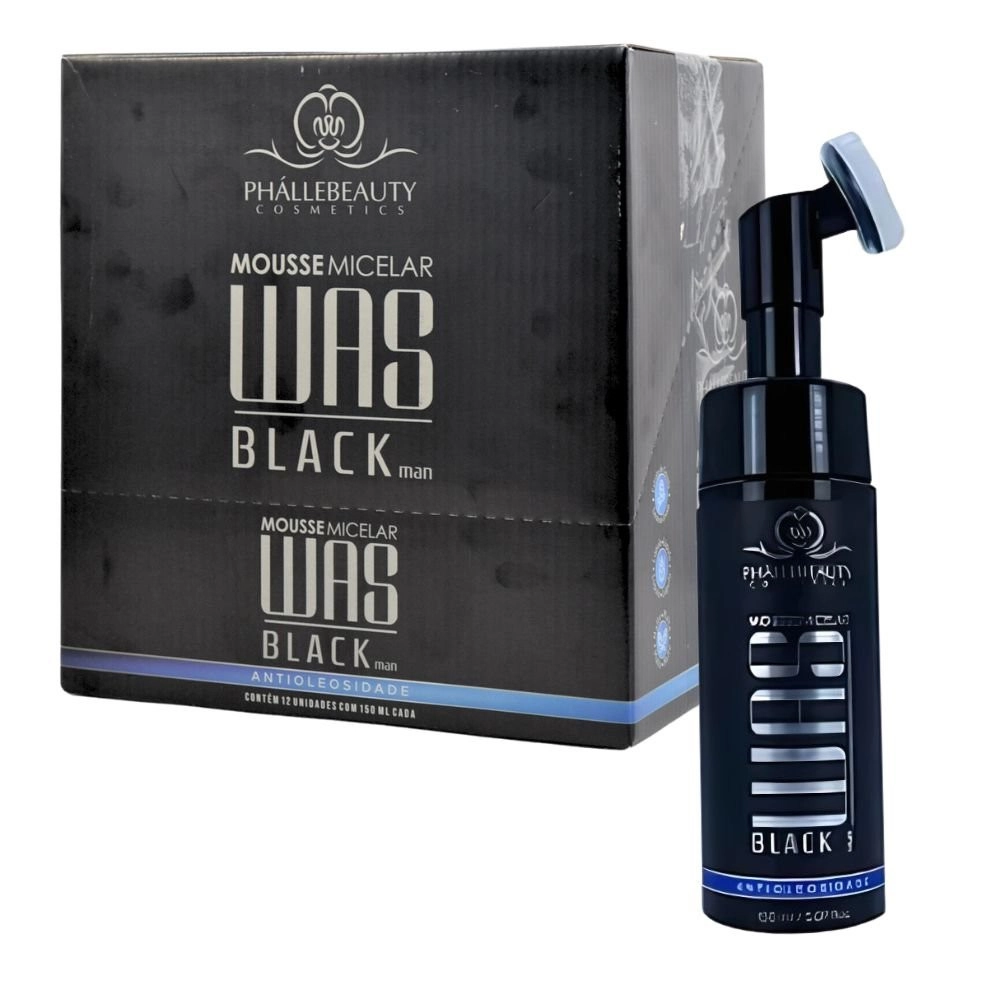 PHÁLLEBEAUTY
COSMETICS
MOUSSE MICELAR
WAS
BLACK man
MOUSSE MICELAR
WAS
BLACK man
ANTIOLEOSIDADE
CONTÉM 12 UNIDADES COM 150 ML CADA
WAS
BLACK
ANTIOLEOSIDADE